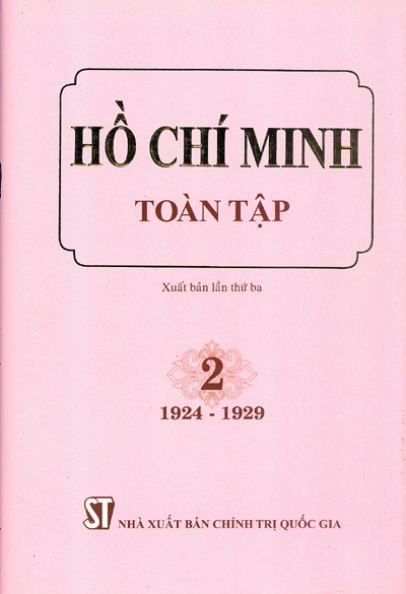 HỒ CHÍ MINH
TOÀN TẬP
Xuất bản lần thứ ba
2
1924 - 1929
ST NHÀ XUẤT BẢN CHÍNH TRỊ QUỐC GIA